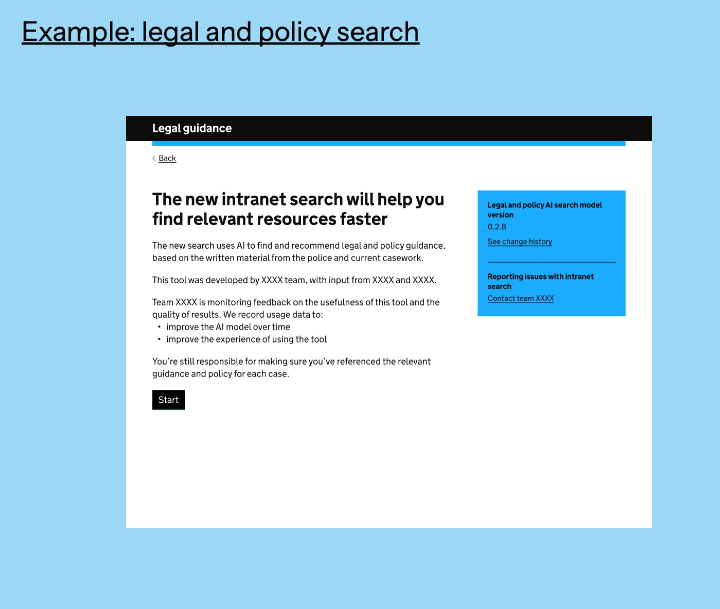 Example: legal and policy search
Legal guidance
Back
The new intranet search will help you
find relevant resources faster
The new search uses AI to find and recommend legal and policy guidance,
based on the written material from the police and current casework.
This tool was developed by XXXX team, with input from XXXX and XXXX.
Team XXXX is monitoring feedback on the usefulness of this tool and the
quality of results. We record usage data to:
• improve the AI model over time
• improve the experience of using the tool
You're still responsible for making sure you've referenced the relevant
guidance and policy for each case.
Start
Legal and policy AI search model
version
0.2.8
See change history
Reporting issues with intranet
search
Contact team XXXX